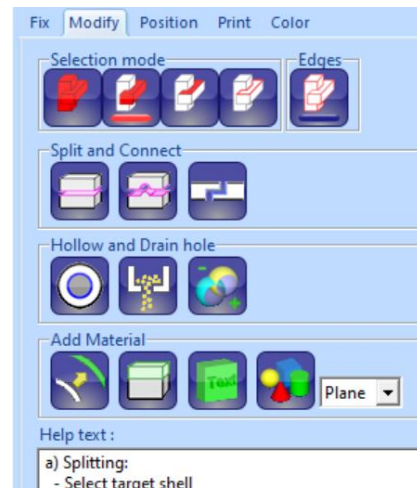 Fix Modify Position Print Color
Selection mode Edges
Split and Connect
Hollow and Drain hole
Add Material
Text
Plane
Help text :
a) Splitting:
- Select target shell